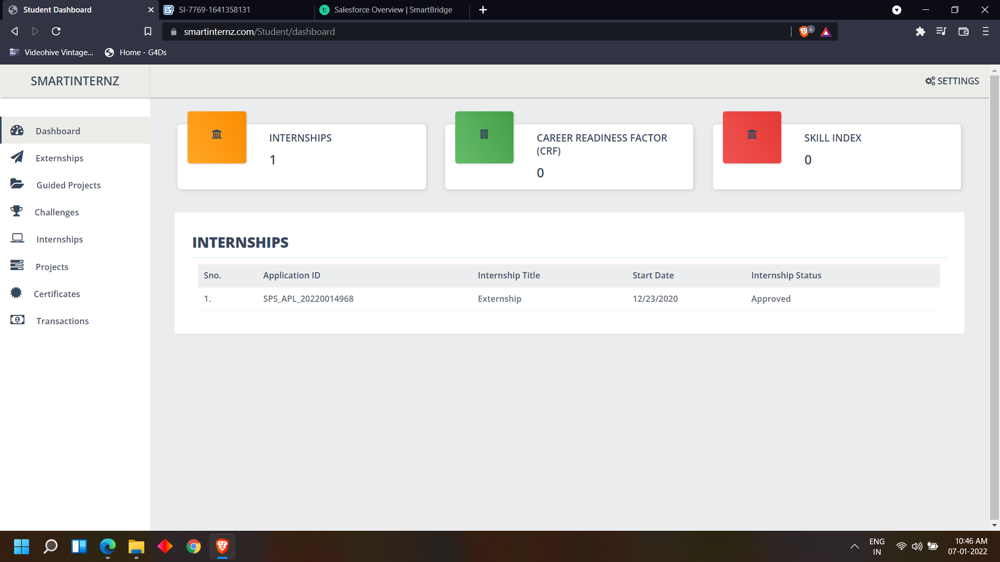 Student Dashboard
SI-7769-1641358131
Salesforce Overview | SmartBridge
smartinternz.com/Student/dashboard
6
Videohive Vintage...
Home - G4Ds
SMARTINTERNZ
SETTINGS
Dashboard
Externships
Guided Projects
Challenges
Internships
Projects
Certificates
Transactions
INTERNSHIPS
1
CAREER READINESS FACTOR
(CRF)
0
SKILL INDEX
0
INTERNSHIPS
Sno. Application ID Internship Title Start Date Internship Status
1. SPS_APL_20220014968 Externship 12/23/2020 Approved
ENG
IN
10:46 AM
07-01-2022